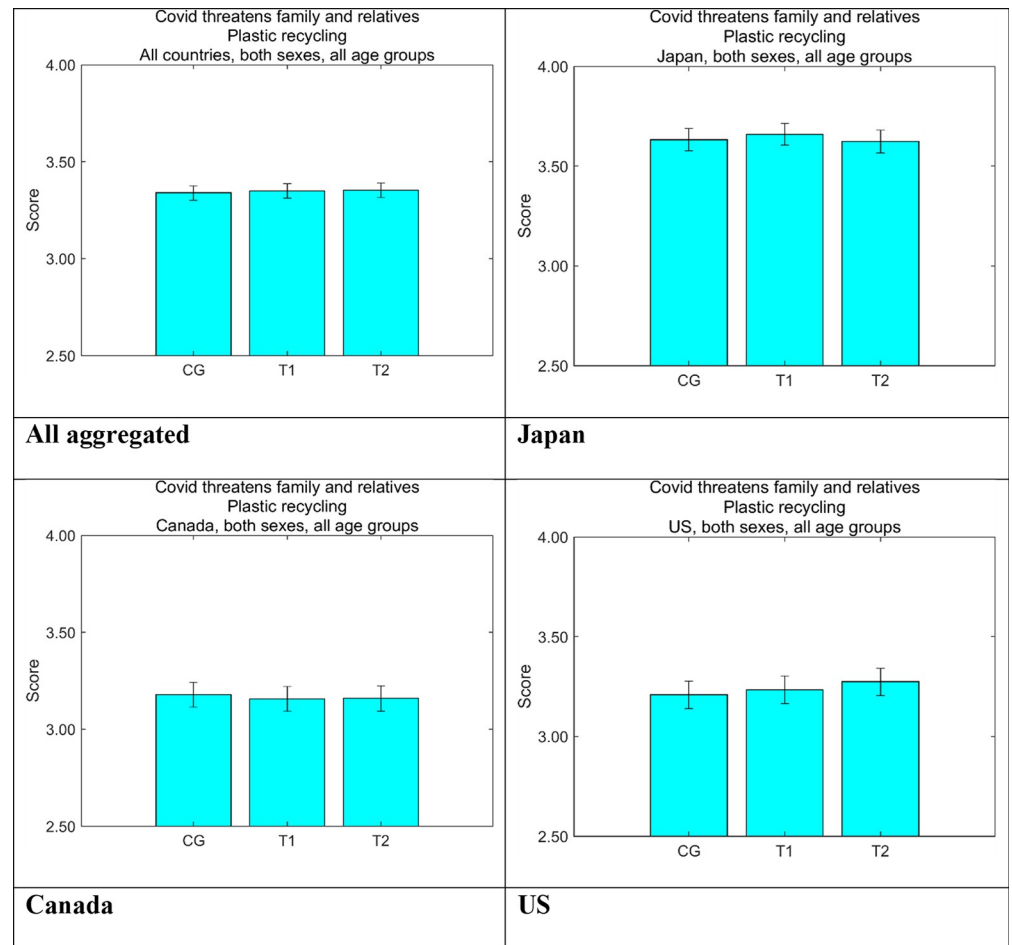 Covid threatens family and relatives
Plastic recycling
All countries, both sexes, all age groups
4.00
3.50
3.00
2.50
Score
CG T1 T2
All aggregated
Covid threatens family and relatives
Plastic recycling
Japan, both sexes, all age groups
4.00
3.50
3.00
2.50
Score
CG T1 T2
Japan
Covid threatens family and relatives
Plastic recycling
Canada, both sexes, all age groups
4.00
3.50
3.00
2.50
Score
CG T1 T2
Canada
Covid threatens family and relatives
Plastic recycling
US, both sexes, all age groups
4.00
3.50
3.00
2.50
Score
CG T1 T2
US